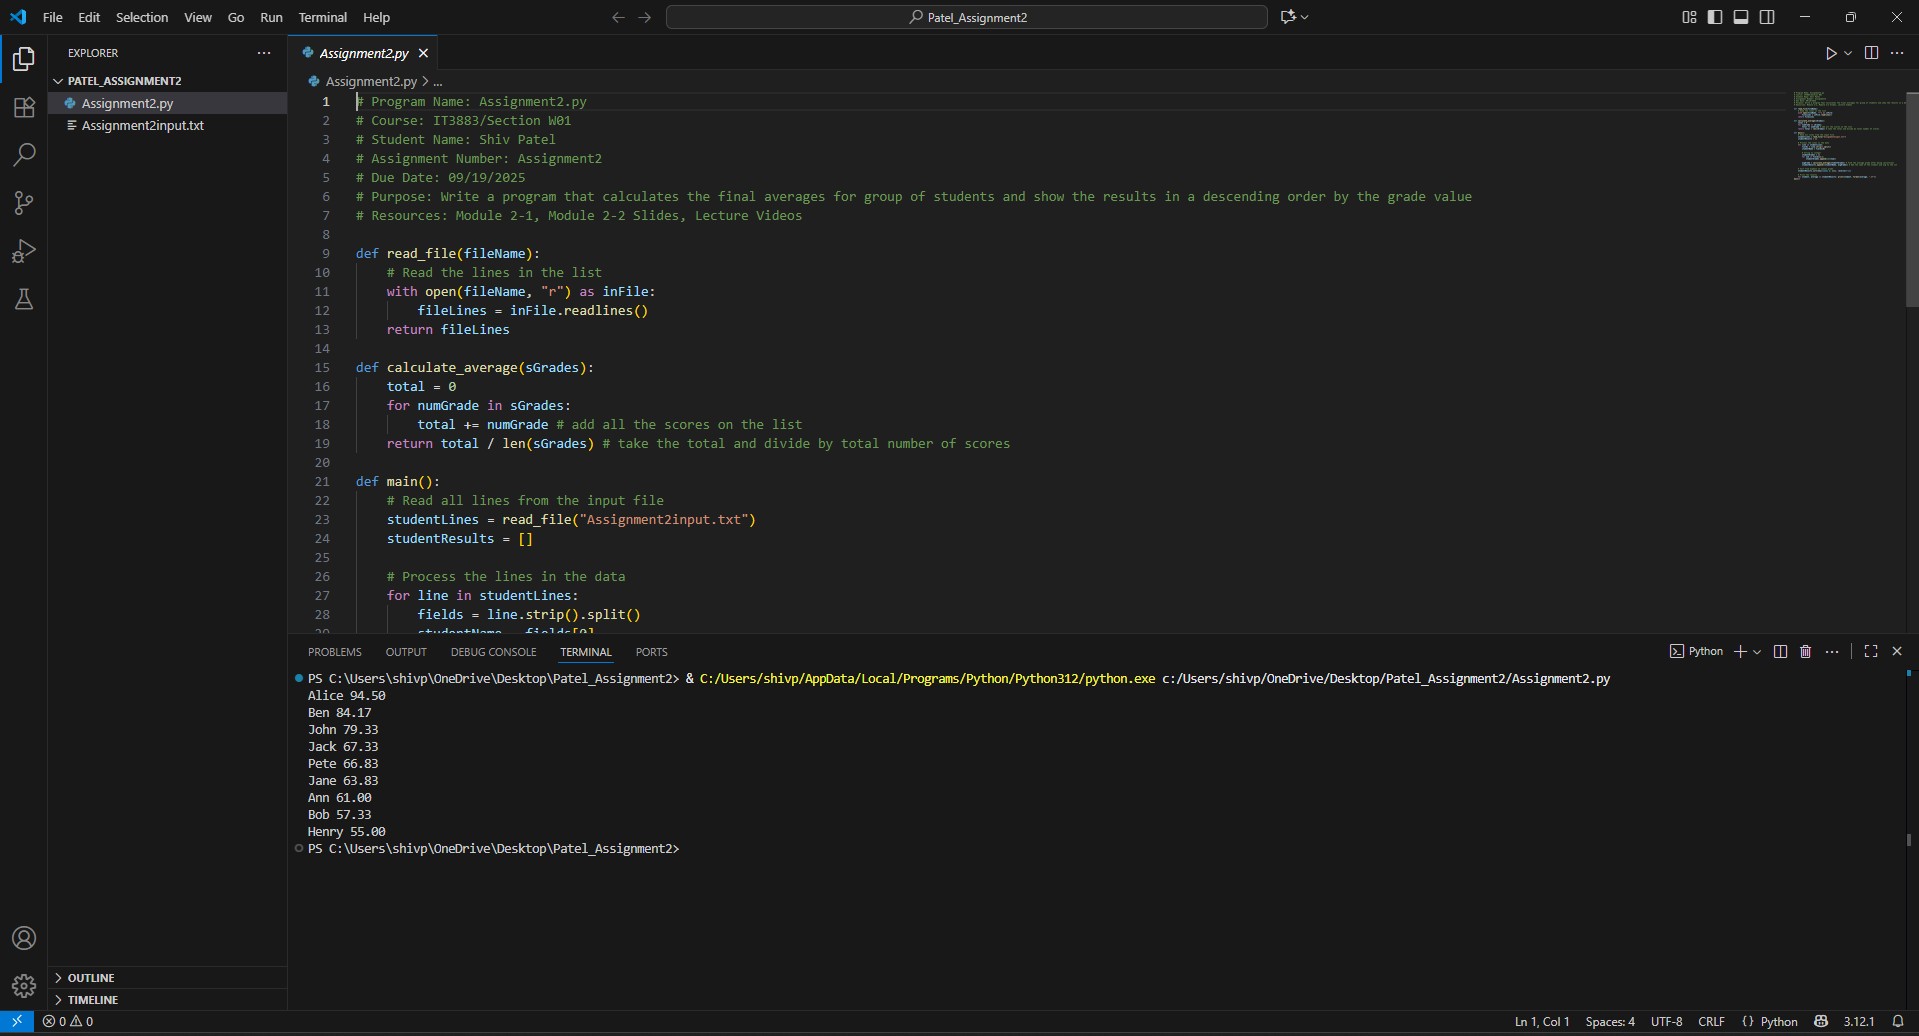 File Edit Selection View Go Run Terminal Help
Patel_Assignment2
EXPLORER
PATEL_ASSIGNMENT2
Assignment2.py
Assignment2input.txt
OUTLINE
TIMELINE
Assignment2.py
Assignment2.py > ...
1 # Program Name: Assignment2.py
2 # Course: IT3883/Section W01
3 # Student Name: Shiv Patel
4 # Assignment Number: Assignment2
5 # Due Date: 09/19/2025
6 # Purpose: Write a program that calculates the final averages for group of students and show the results in a descending order by the grade value
7 # Resources: Module 2-1, Module 2-2 Slides, Lecture Videos
8
9 def read_file(fileName):
10     # Read the lines in the list
11     with open(fileName, "r") as inFile:
12         fileLines = inFile.readlines()
13     return fileLines
14
15 def calculate_average(sGrades):
16     total = 0
17     for numGrade in sGrades:
18         total += numGrade # add all the scores on the list
19     return total / len(sGrades) # take the total and divide by total number of scores
20
21 def main():
22     # Read all lines from the input file
23     studentLines = read_file("Assignment2input.txt")
24     studentResults = []
25
26     # Process the lines in the data
27     for line in studentLines:
28         fields = line.strip().split()
29         studentName = fields[0]
PROBLEMS OUTPUT DEBUG CONSOLE TERMINAL PORTS
Python
PS C:\Users\shivp\OneDrive\Desktop\Patel_Assignment2> & C:/Users/shivp/AppData/Local/Programs/Python/Python312/python.exe c:/Users/shivp/OneDrive/Desktop/Patel_Assignment2/Assignment2.py
Alice 94.50
Ben 84.17
John 79.33
Jack 67.33
Pete 66.83
Jane 63.83
Ann 61.00
Bob 57.33
Henry 55.00
PS C:\Users\shivp\OneDrive\Desktop\Patel_Assignment2>
0 0
Ln 1, Col 1 Spaces: 4 UTF-8 CRLF {} Python 3.12.1